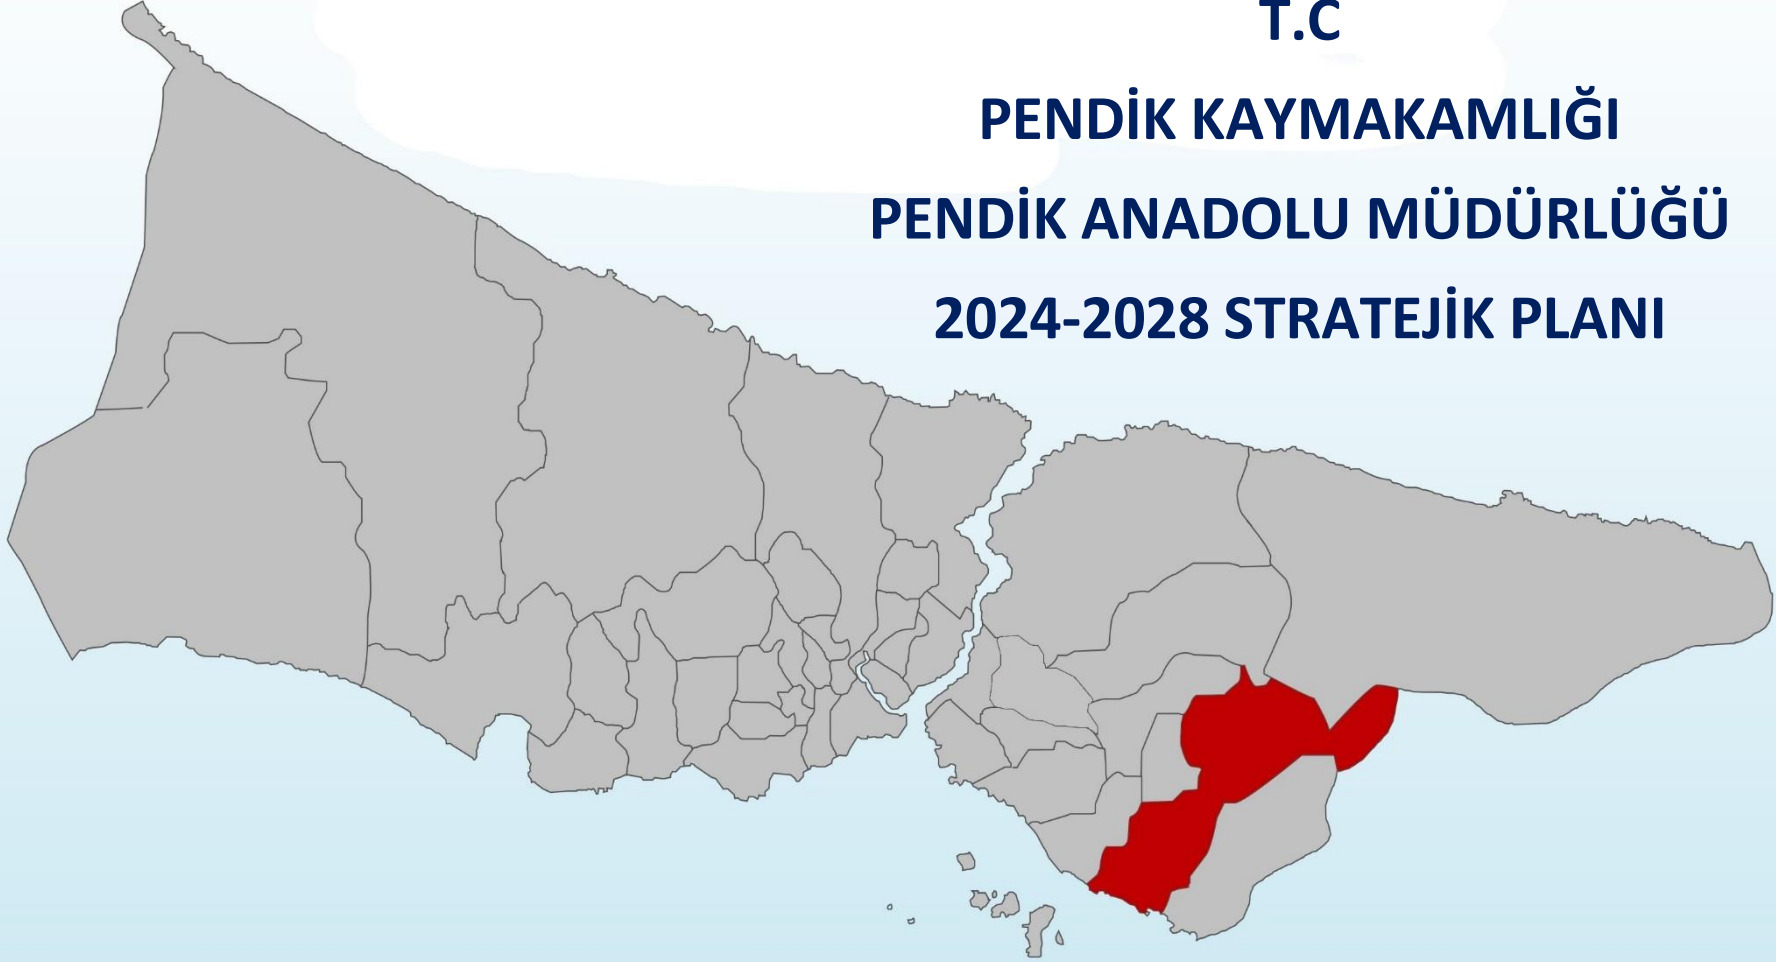 T.C
PENDİK KAYMAKAMLIĞI
PENDİK ANADOLU MÜDÜRLÜĞÜ
2024-2028 STRATEJİK PLANI